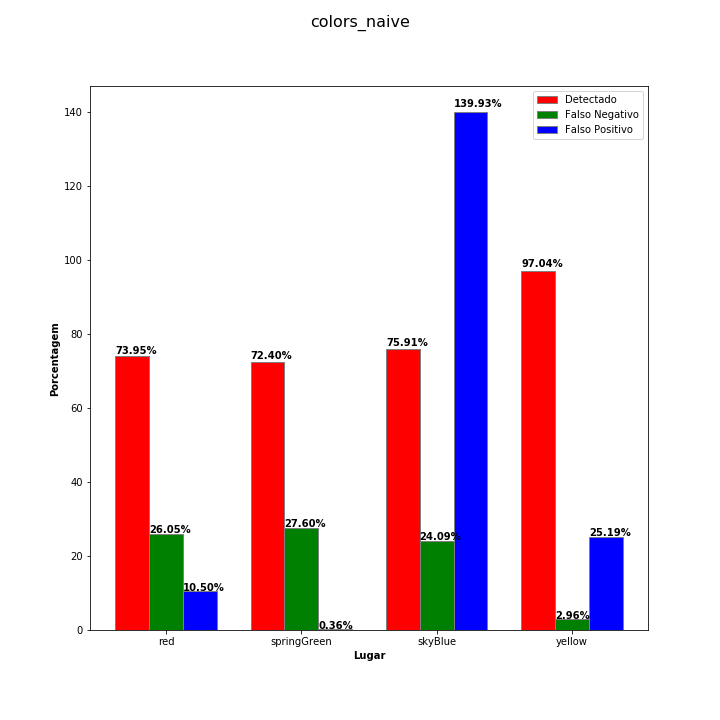 colors_naive
139.93%
Detectado
Falso Negativo
Falso Positivo
140
120
100
80
60
40
20
0
97.04%
73.95%
72.40%
75.91%
26.05%
27.60%
24.09%
10.50%
0.36%
2.96%
25.19%
Porcentagem
red
springGreen
skyBlue
yellow
Lugar